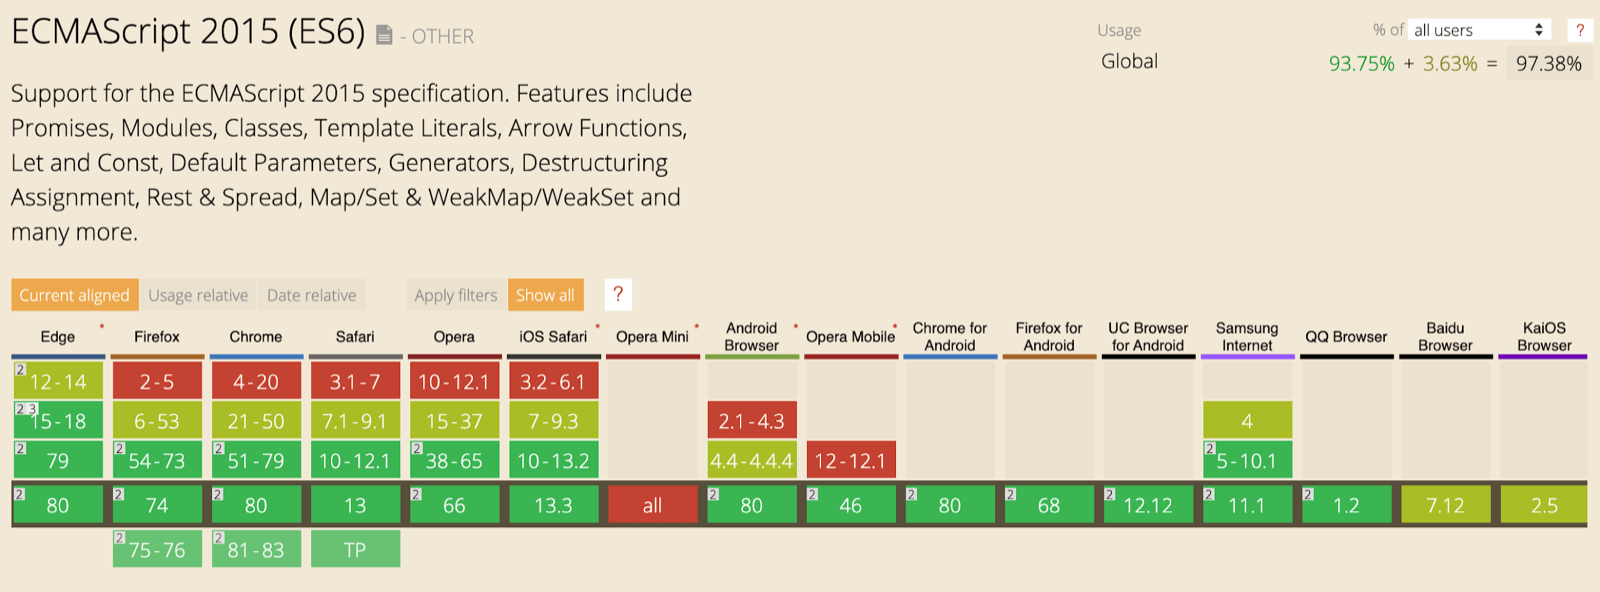 ECMAScript 2015 (ES6) - OTHER
Usage % of all users ?
Global 93.75% + 3.63% = 97.38%
Support for the ECMAScript 2015 specification. Features include
Promises, Modules, Classes, Template Literals, Arrow Functions,
Let and Const, Default Parameters, Generators, Destructuring
Assignment, Rest & Spread, Map/Set & WeakMap/WeakSet and
many more.
Current aligned Usage relative Date relative Apply filters Show all ?
Edge * Firefox Chrome Safari Opera iOS Safari * Opera Mini * Android Browser * Opera Mobile * Chrome for Android Firefox for Android UC Browser for Android Samsung Internet QQ Browser Baidu Browser KaiOS Browser
2 12-14 2-5 4-20 3.1-7 10-12.1 3.2-6.1
2 3 15-18 6-53 21-50 7.1-9.1 15-37 7-9.3 2.1-4.3 4
2 79 2 54-73 2 51-79 10-12.1 2 38-65 10-13.2 4.4-4.4.4 12-12.1 2 5-10.1
2 80 2 74 2 80 13 2 66 13.3 all 2 80 2 46 2 80 2 68 2 12.12 2 11.1 2 1.2 7.12 2.5
2 75-76 2 81-83 TP